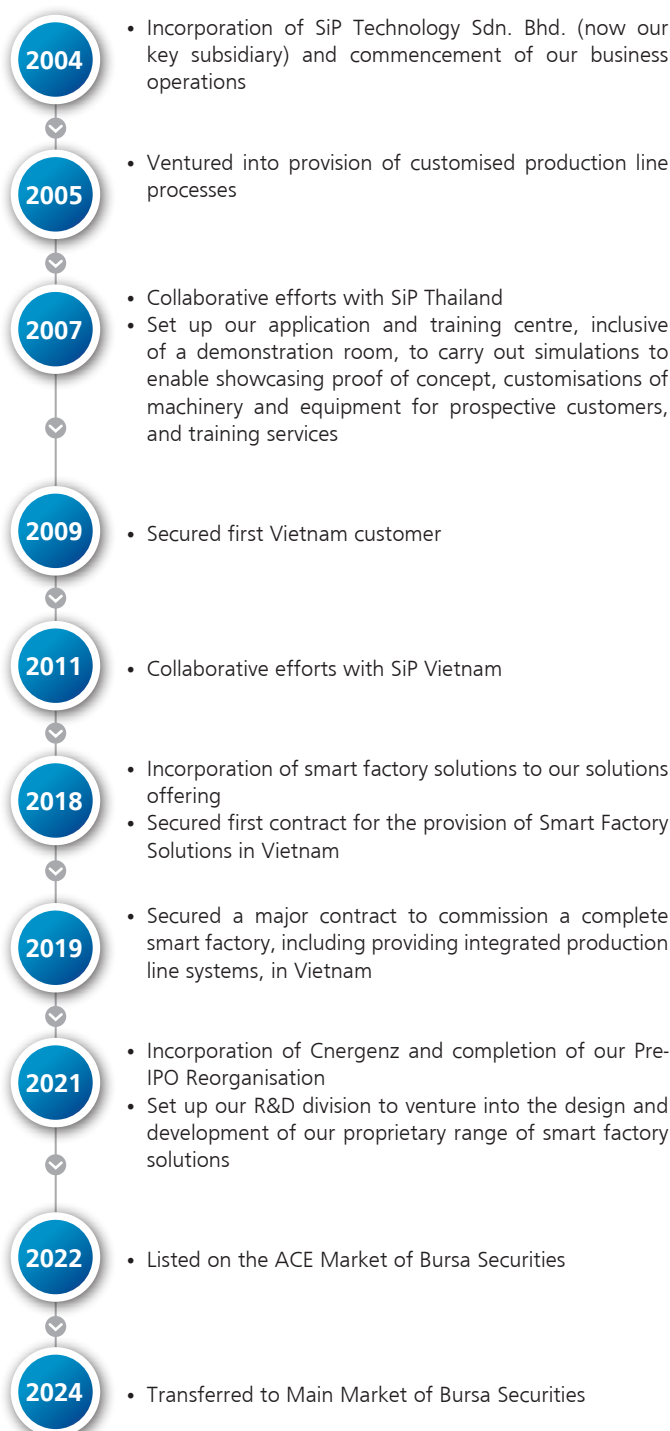 2004
• Incorporation of SiP Technology Sdn. Bhd. (now our
key subsidiary) and commencement of our business
operations
2005
• Ventured into provision of customised production line
processes
2007
• Collaborative efforts with SiP Thailand
• Set up our application and training centre, inclusive
of a demonstration room, to carry out simulations to
enable showcasing proof of concept, customisations of
machinery and equipment for prospective customers,
and training services
2009
• Secured first Vietnam customer
2011
• Collaborative efforts with SiP Vietnam
2018
• Incorporation of smart factory solutions to our solutions
offering
• Secured first contract for the provision of Smart Factory
Solutions in Vietnam
2019
• Secured a major contract to commission a complete
smart factory, including providing integrated production
line systems, in Vietnam
2021
• Incorporation of Cnergenz and completion of our Pre-
IPO Reorganisation
• Set up our R&D division to venture into the design and
development of our proprietary range of smart factory
solutions
2022
• Listed on the ACE Market of Bursa Securities
2024
• Transferred to Main Market of Bursa Securities